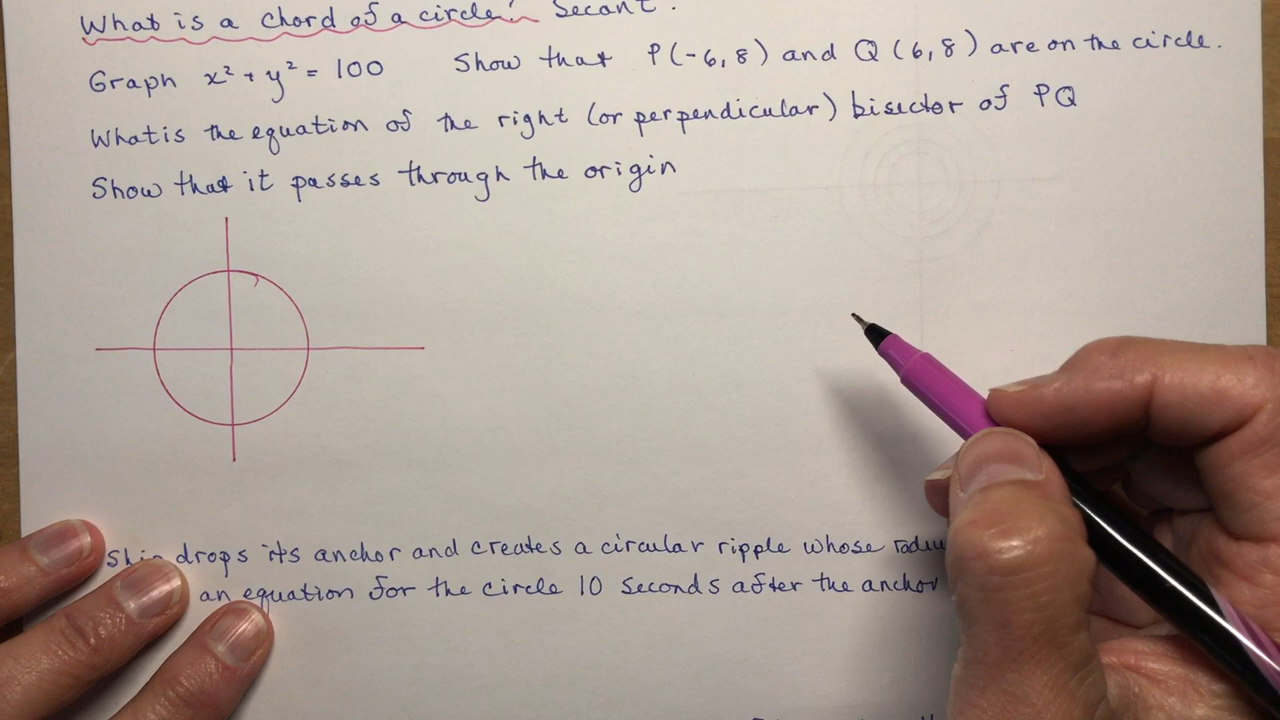 What is a chord of a circle? Secant?
Graph x² + y² = 100 Show that P(-6,8) and Q(6,8) are on the circle.
What is the equation of the right (or perpendicular) bisector of PQ
Show that it passes through the origin
drops its anchor and creates a circular ripple whose
an equation for the circle 10 seconds after the anchor